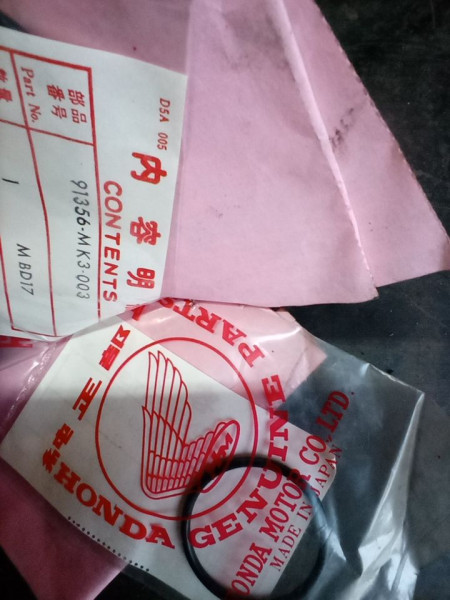 DSA 005
内容明
CONTENTS
部品
番号
Part No.
91356-MK3-003
数量
1
MBD17
HONDA GENUINE PARTS
HONDA MOTOR CO.,LTD
MADE IN JAPAN